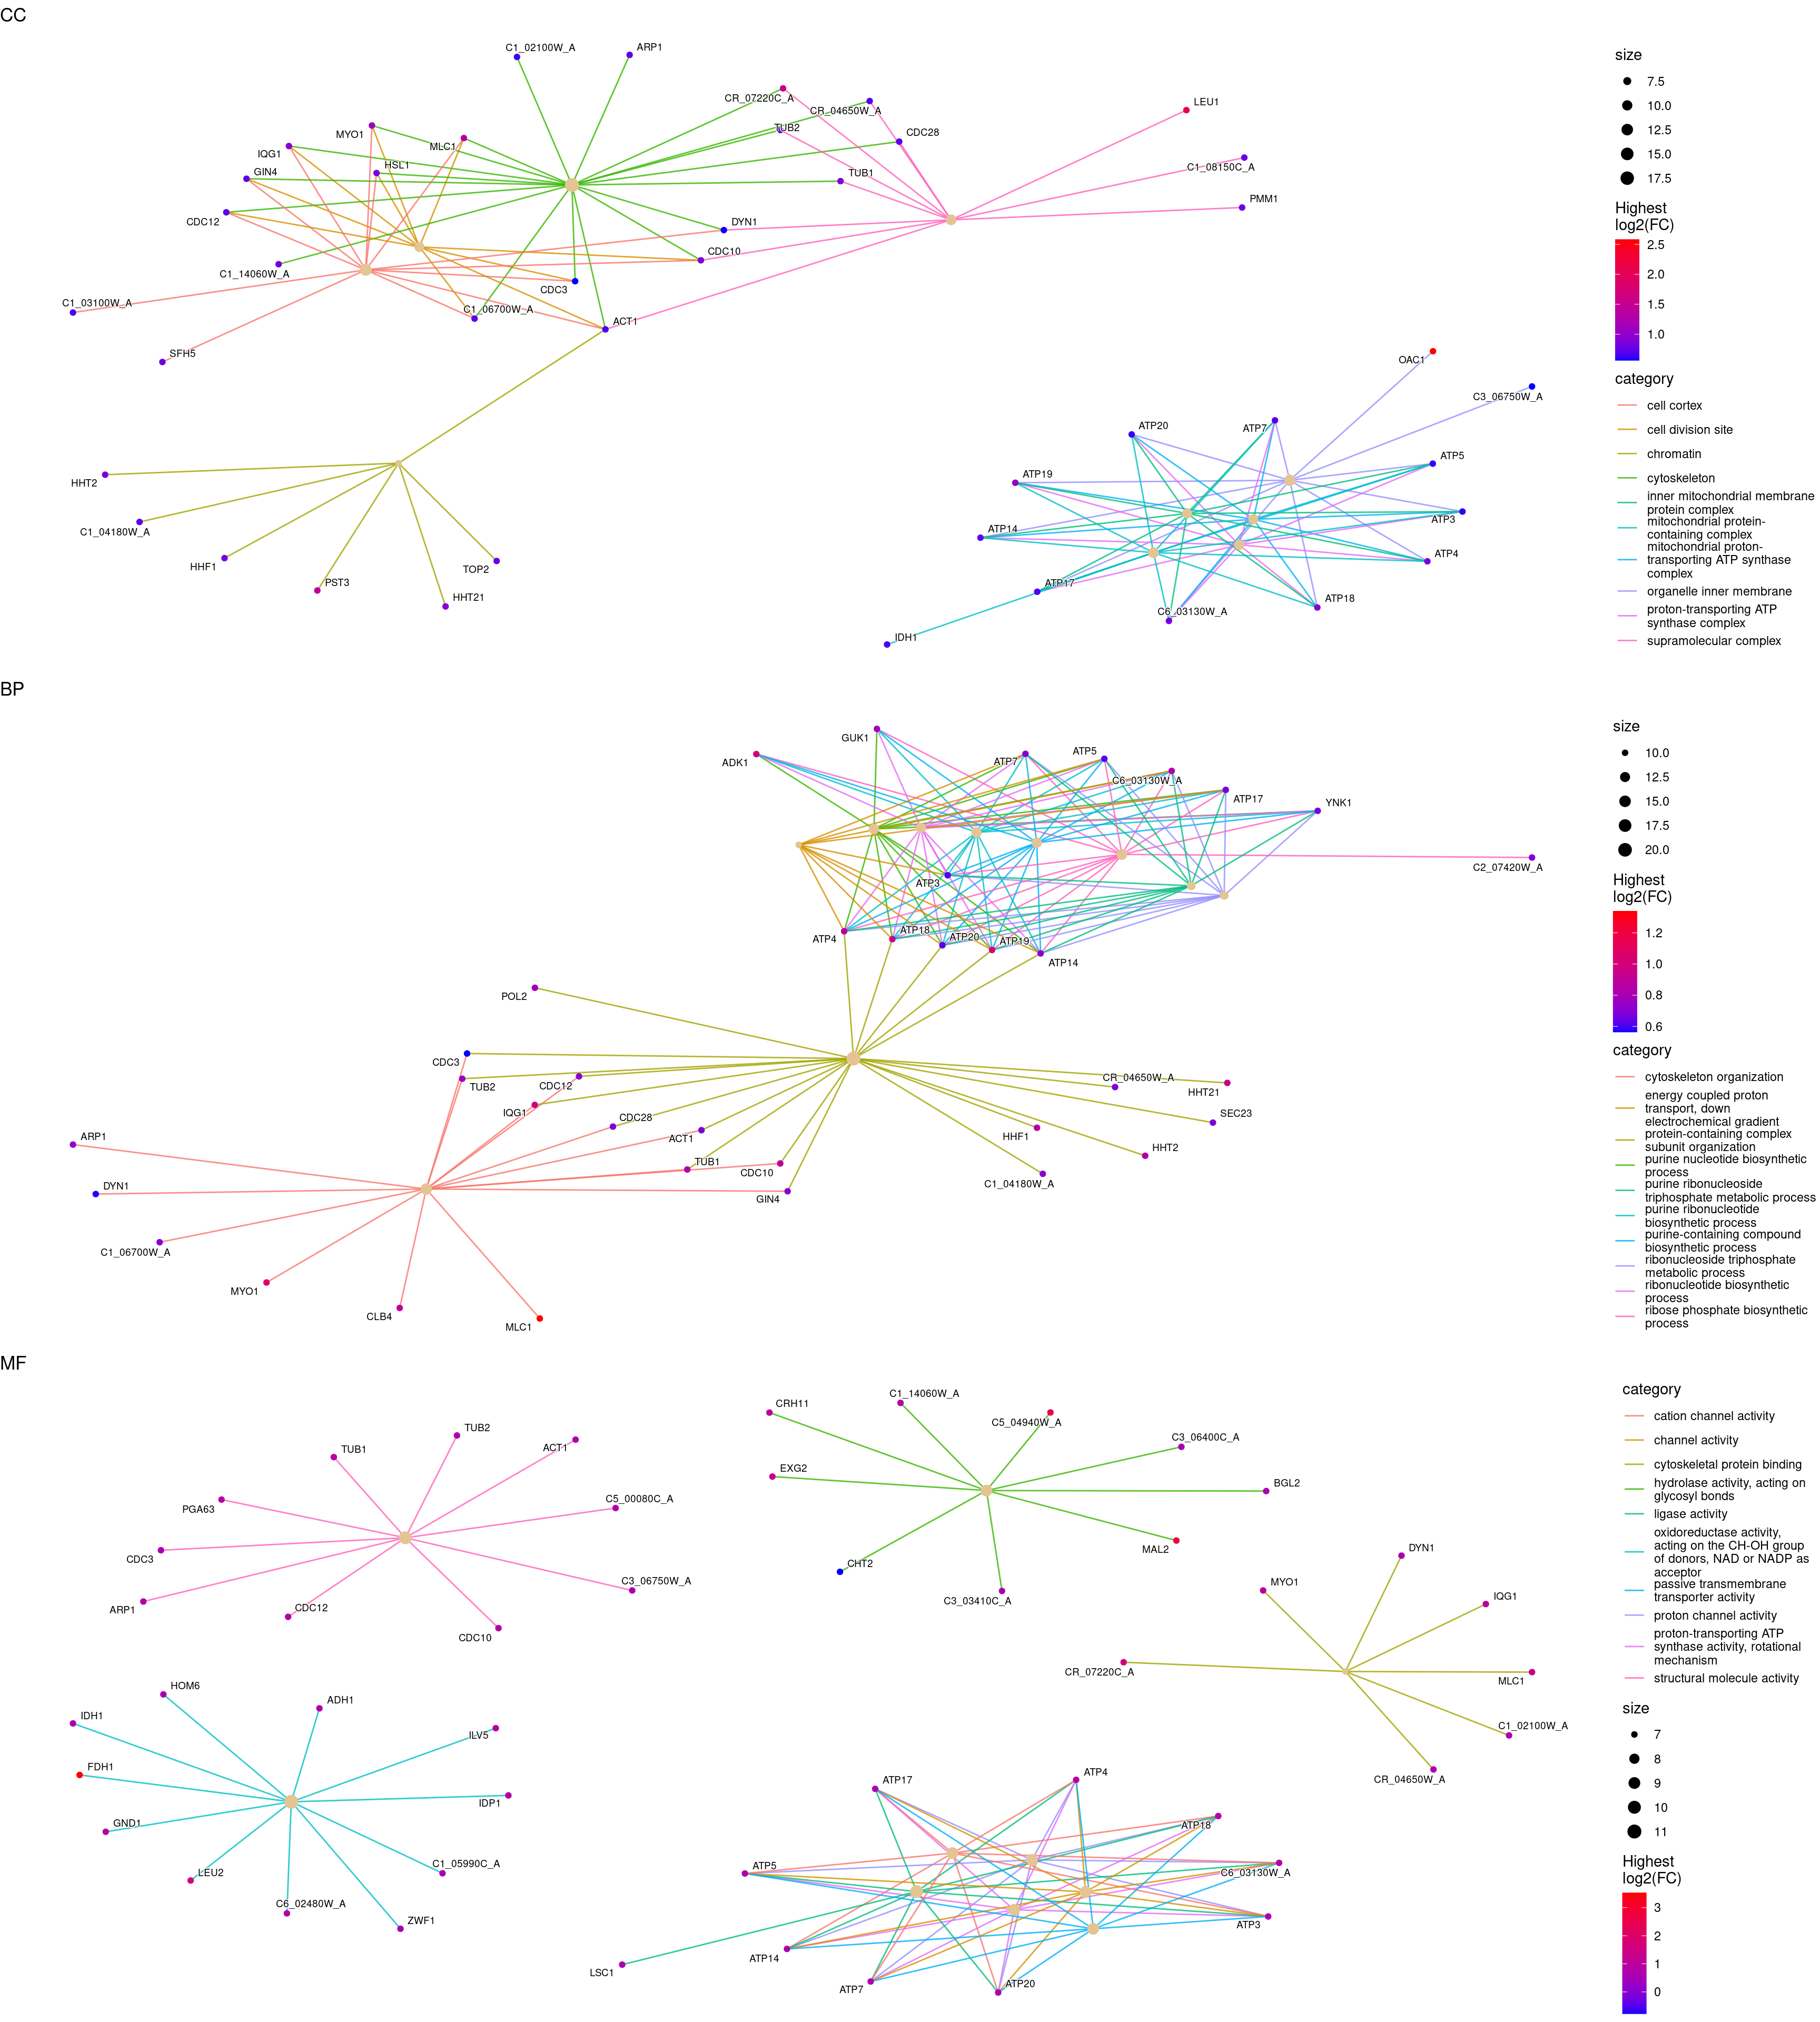 CC
C1_02100W_A
ARP1
CR_07220C_A
CR_04650W_A
TUB2
CDC28
LEU1
MYO1
MLC1
IQG1
HSL1
GIN4
TUB1
C1_08150C_A
PMM1
CDC12
DYN1
CDC10
C1_14060W_A
CDC3
C1_03100W_A
C1_06700W_A
ACT1
SFH5
HHT2
C1_04180W_A
HHF1
PST3
HHT21
TOP2
OAC1
C3_06750W_A
ATP20
ATP7
ATP5
ATP19
ATP14
ATP3
ATP4
ATP17
C6_03130W_A
ATP18
IDH1
size
7.5
10.0
12.5
15.0
17.5
Highest
log2(FC)
2.5
2.0
1.5
1.0
category
cell cortex
cell division site
chromatin
cytoskeleton
inner mitochondrial membrane
protein complex
mitochondrial protein-
containing complex
mitochondrial proton-
transporting ATP synthase
complex
organelle inner membrane
proton-transporting ATP
synthase complex
supramolecular complex
BP
GUK1
ADK1
ATP7
ATP5
C6_03130W_A
ATP17
YNK1
C2_07420W_A
ATP3
ATP4
ATP18
ATP20
ATP19
ATP14
POL2
CDC3
TUB2
CDC12
IQG1
CDC28
ACT1
TUB1
CDC10
GIN4
CR_04650W_A
HHT21
SEC23
HHF1
HHT2
C1_04180W_A
ARP1
DYN1
C1_06700W_A
MYO1
CLB4
MLC1
size
10.0
12.5
15.0
17.5
20.0
Highest
log2(FC)
1.2
1.0
0.8
0.6
category
cytoskeleton organization
energy coupled proton
transport, down
electrochemical gradient
protein-containing complex
subunit organization
purine nucleotide biosynthetic
process
purine ribonucleoside
triphosphate metabolic process
purine ribonucleotide
biosynthetic process
purine-containing compound
biosynthetic process
ribonucleoside triphosphate
metabolic process
ribonucleotide biosynthetic
process
ribose phosphate biosynthetic
process
MF
TUB1
TUB2
ACT1
PGA63
C5_00080C_A
CDC3
C3_06750W_A
ARP1
CDC12
CDC10
CRH11
C1_14060W_A
C5_04940W_A
C3_06400C_A
EXG2
BGL2
MAL2
CHT2
C3_03410C_A
DYN1
MYO1
IQG1
CR_07220C_A
MLC1
C1_02100W_A
CR_04650W_A
HOM6
ADH1
IDH1
ILV5
FDH1
IDP1
GND1
LEU2
C1_05990C_A
C6_02480W_A
ZWF1
ATP17
ATP4
ATP18
ATP5
C6_03130W_A
ATP3
ATP14
LSC1
ATP7
ATP20
category
cation channel activity
channel activity
cytoskeletal protein binding
hydrolase activity, acting on
glycosyl bonds
ligase activity
oxidoreductase activity,
acting on the CH-OH group
of donors, NAD or NADP as
acceptor
passive transmembrane
transporter activity
proton channel activity
proton-transporting ATP
synthase activity, rotational
mechanism
structural molecule activity
size
7
8
9
10
11
Highest
log2(FC)
3
2
1
0